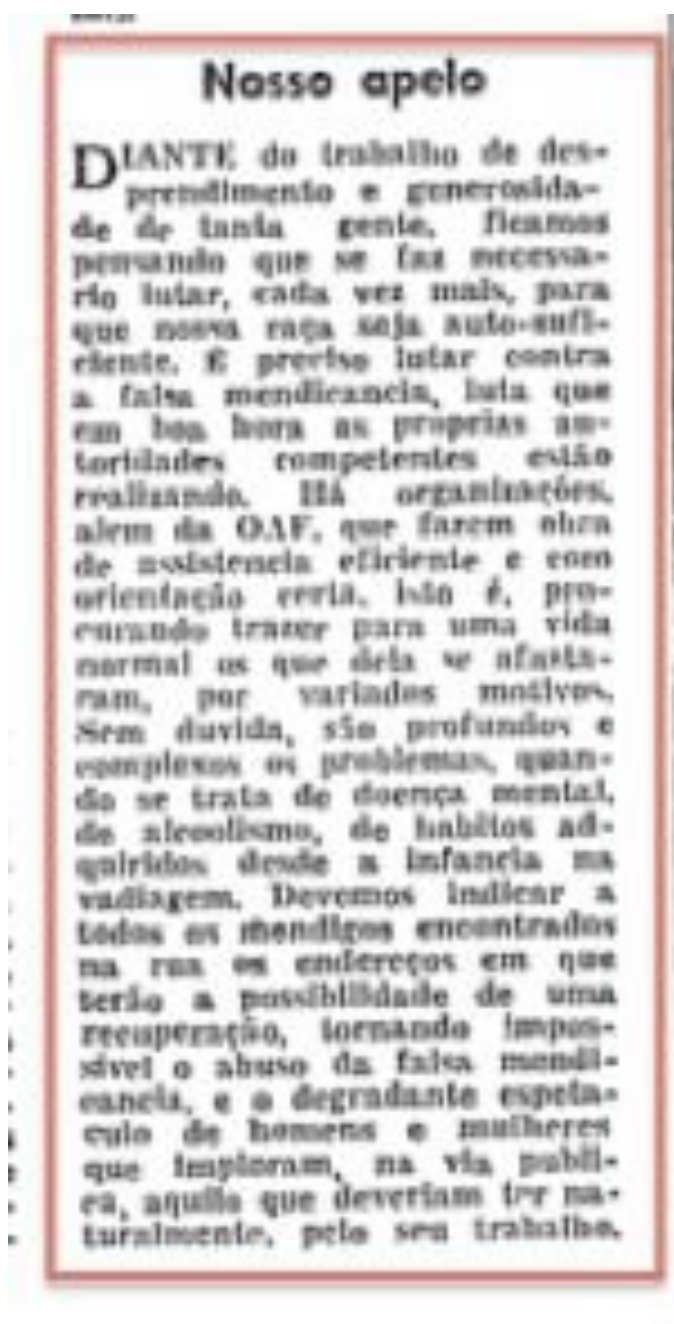 Nosso apelo
DIANTE do trabalho de des-
prendimento e generosida-
de de tanta gente, ficamos
pensando que se faz necessa-
rio lutar, cada vez mais, para
que nossa raça seja auto-sufi-
ciente. É preciso lutar contra
a falsa mendicancia, luta que
em boa hora as proprias au-
toridades competentes estão
realizando. Há organizações,
alem da OAF, que fazem obra
de assistencia eficiente e com
orientação certa, isto é, pro-
curando trazer para uma vida
normal os que dela se afasta-
ram, por variados motivos.
Sem duvida, são profundos e
complexos os problemas, quan-
do se trata de doença mental,
de alcoolismo, de habitos ad-
quiridos desde a infancia na
vadiagem. Devemos indicar a
todos os mendigos encontrados
na rua os endereços em que
terão a possibilidade de uma
recuperação, tornando impos-
sivel o abuso da falsa mendi-
cancia, e o degradante espeta-
culo de homens e mulheres
que imploram, na via publi-
ca, aquilo que deveriam ter na-
turalmente, pelo seu trabalho.